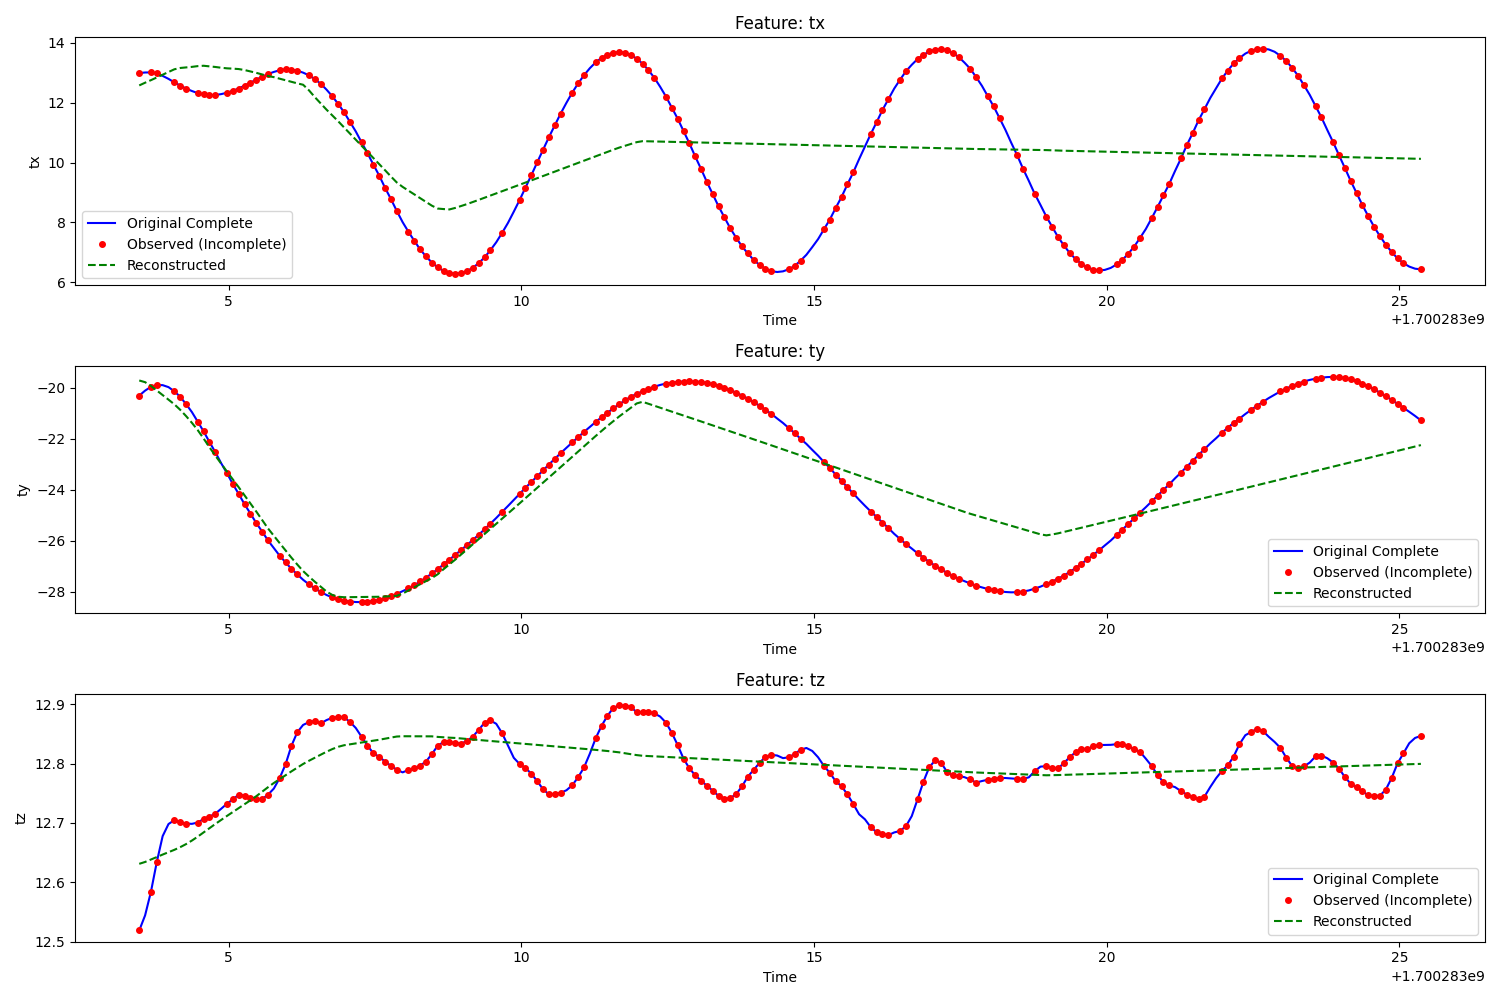 Feature: tx
14
12
10
8
6
tx
Original Complete
Observed (Incomplete)
Reconstructed
5 10 15 20 25
Time
+1.700283e9
Feature: ty
−20
−22
−24
−26
−28
ty
Original Complete
Observed (Incomplete)
Reconstructed
5 10 15 20 25
Time
+1.700283e9
Feature: tz
12.9
12.8
12.7
12.6
12.5
tz
Original Complete
Observed (Incomplete)
Reconstructed
5 10 15 20 25
Time
+1.700283e9